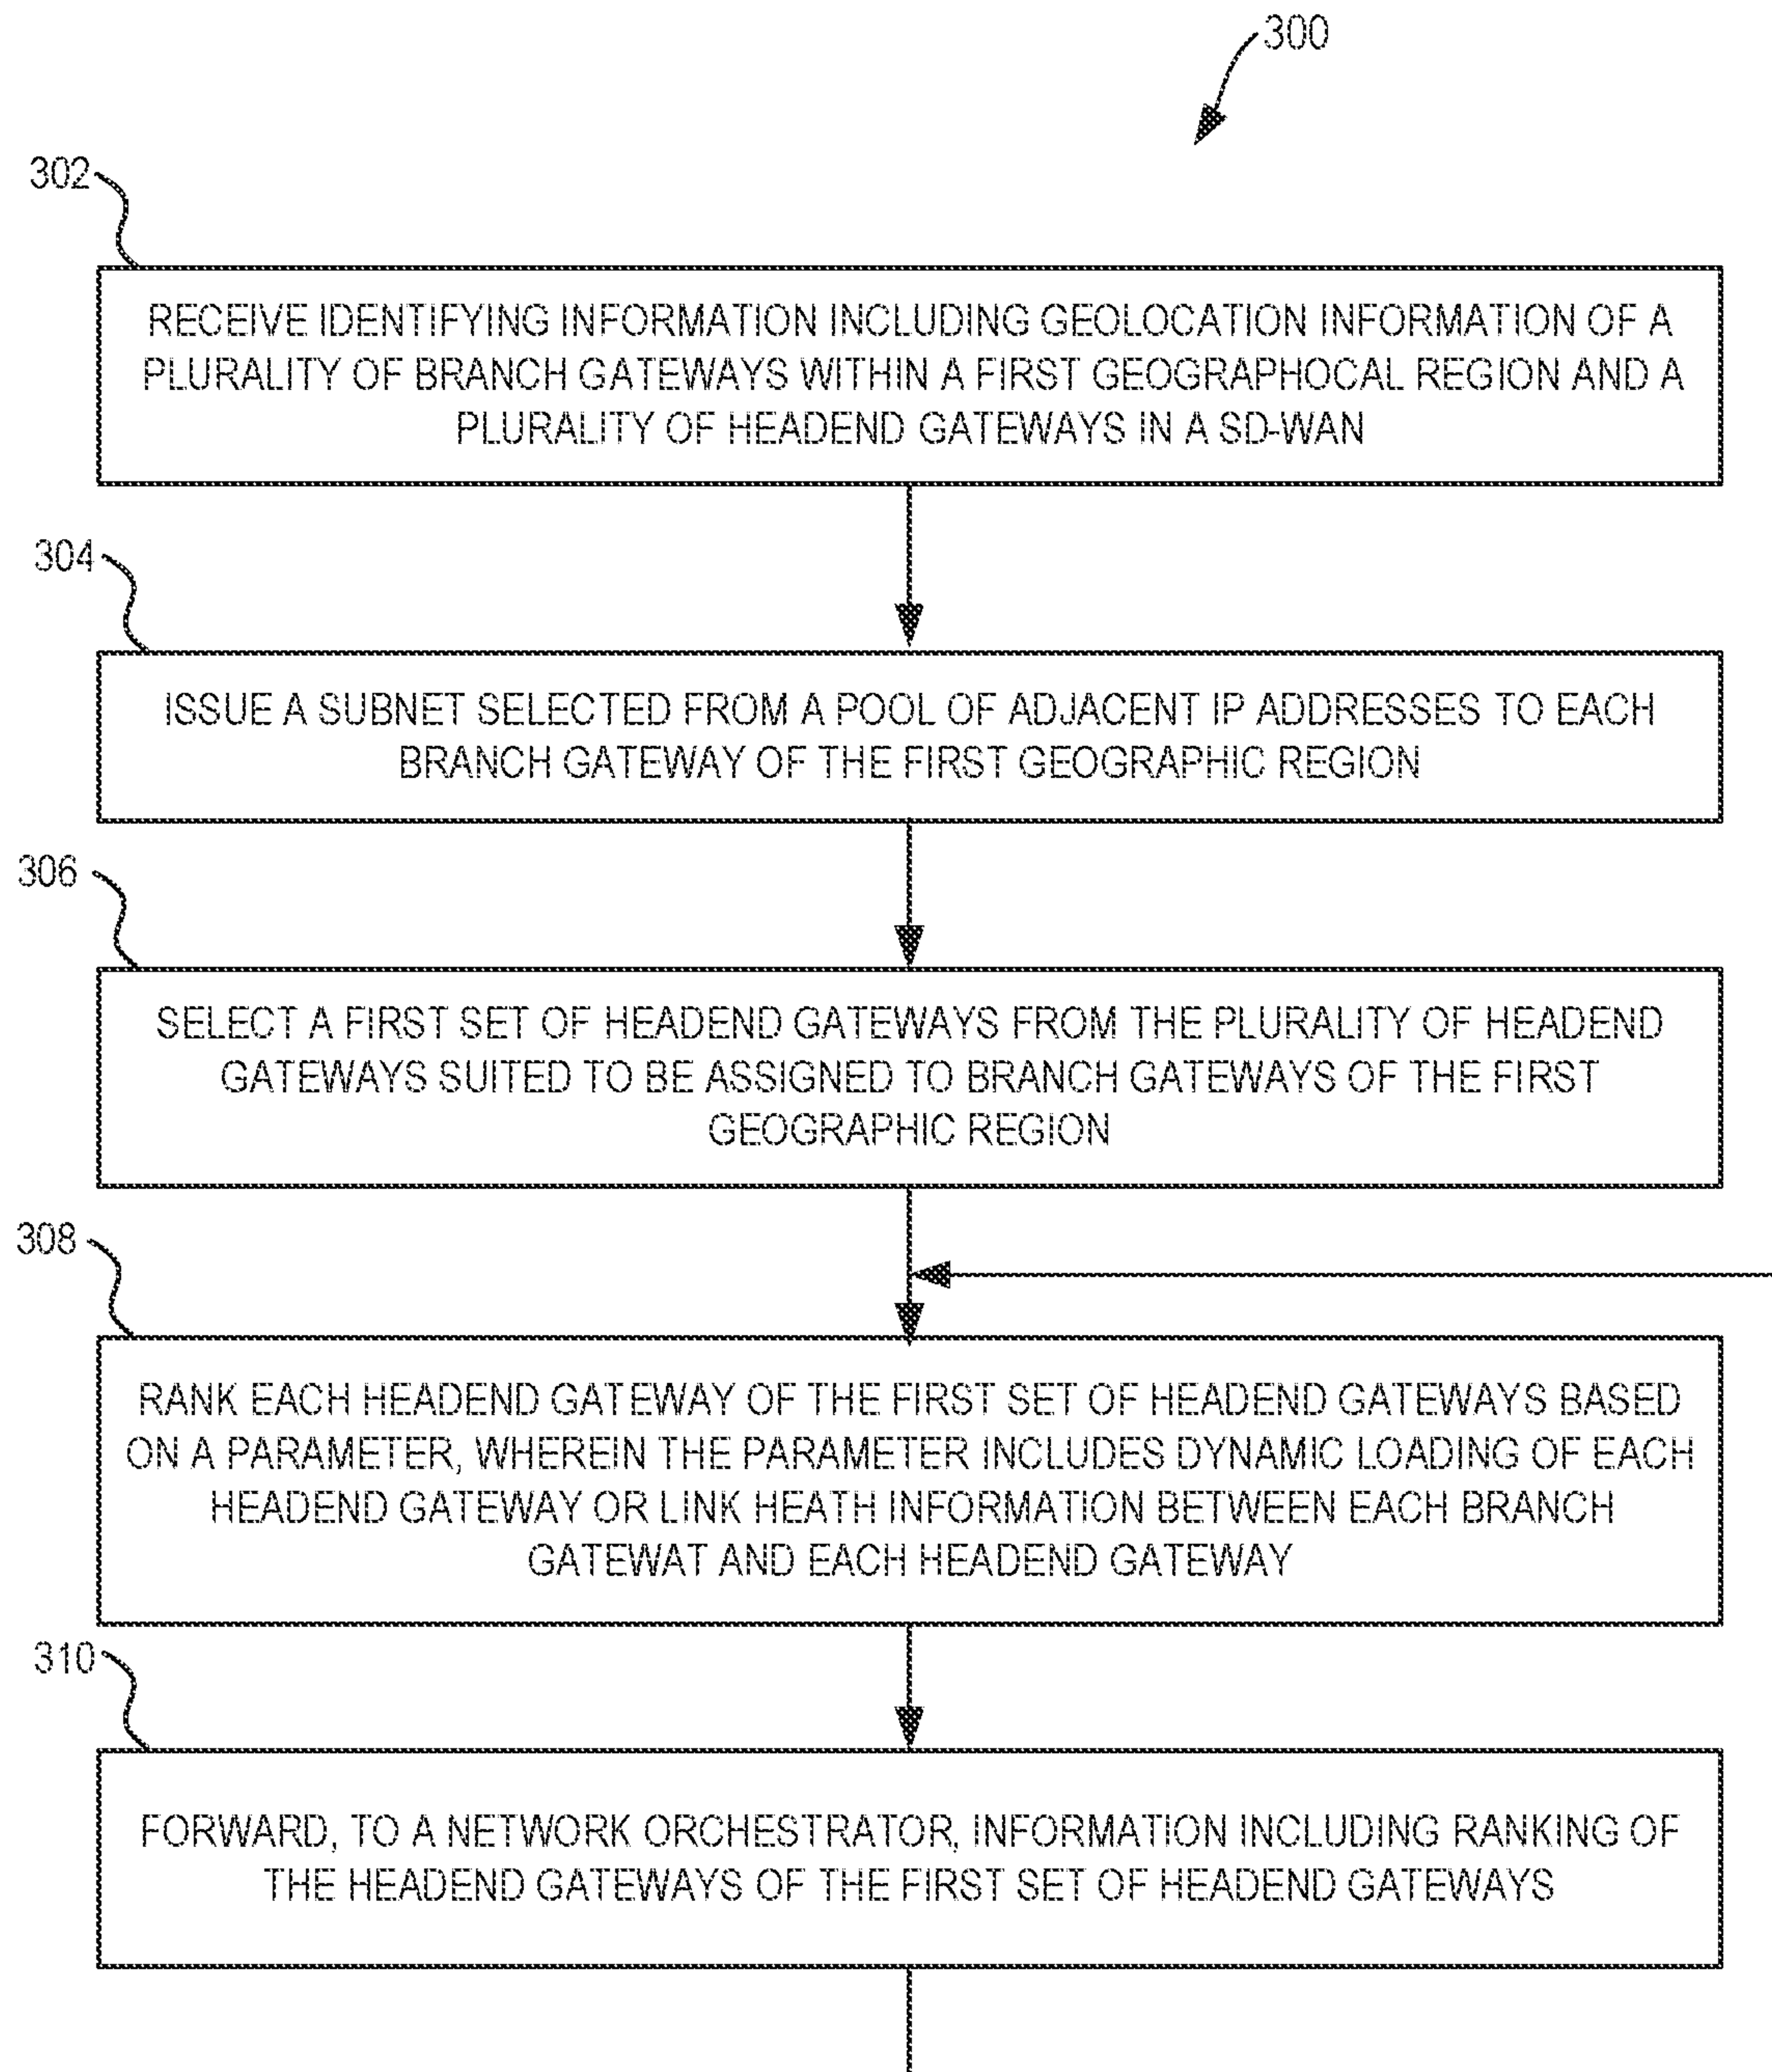 300
302
RECEIVE IDENTIFYING INFORMATION INCLUDING GEOLOCATION INFORMATION OF A
PLURALITY OF BRANCH GATEWAYS WITHIN A FIRST GEOGRAPHOCAL REGION AND A
PLURALITY OF HEADEND GATEWAYS IN A SD-WAN
304
ISSUE A SUBNET SELECTED FROM A POOL OF ADJACENT IP ADDRESSES TO EACH
BRANCH GATEWAY OF THE FIRST GEOGRAPHIC REGION
306
SELECT A FIRST SET OF HEADEND GATEWAYS FROM THE PLURALITY OF HEADEND
GATEWAYS SUITED TO BE ASSIGNED TO BRANCH GATEWAYS OF THE FIRST
GEOGRAPHIC REGION
308
RANK EACH HEADEND GATEWAY OF THE FIRST SET OF HEADEND GATEWAYS BASED
ON A PARAMETER, WHEREIN THE PARAMETER INCLUDES DYNAMIC LOADING OF EACH
HEADEND GATEWAY OR LINK HEATH INFORMATION BETWEEN EACH BRANCH
GATEWAT AND EACH HEADEND GATEWAY
310
FORWARD, TO A NETWORK ORCHESTRATOR, INFORMATION INCLUDING RANKING OF
THE HEADEND GATEWAYS OF THE FIRST SET OF HEADEND GATEWAYS